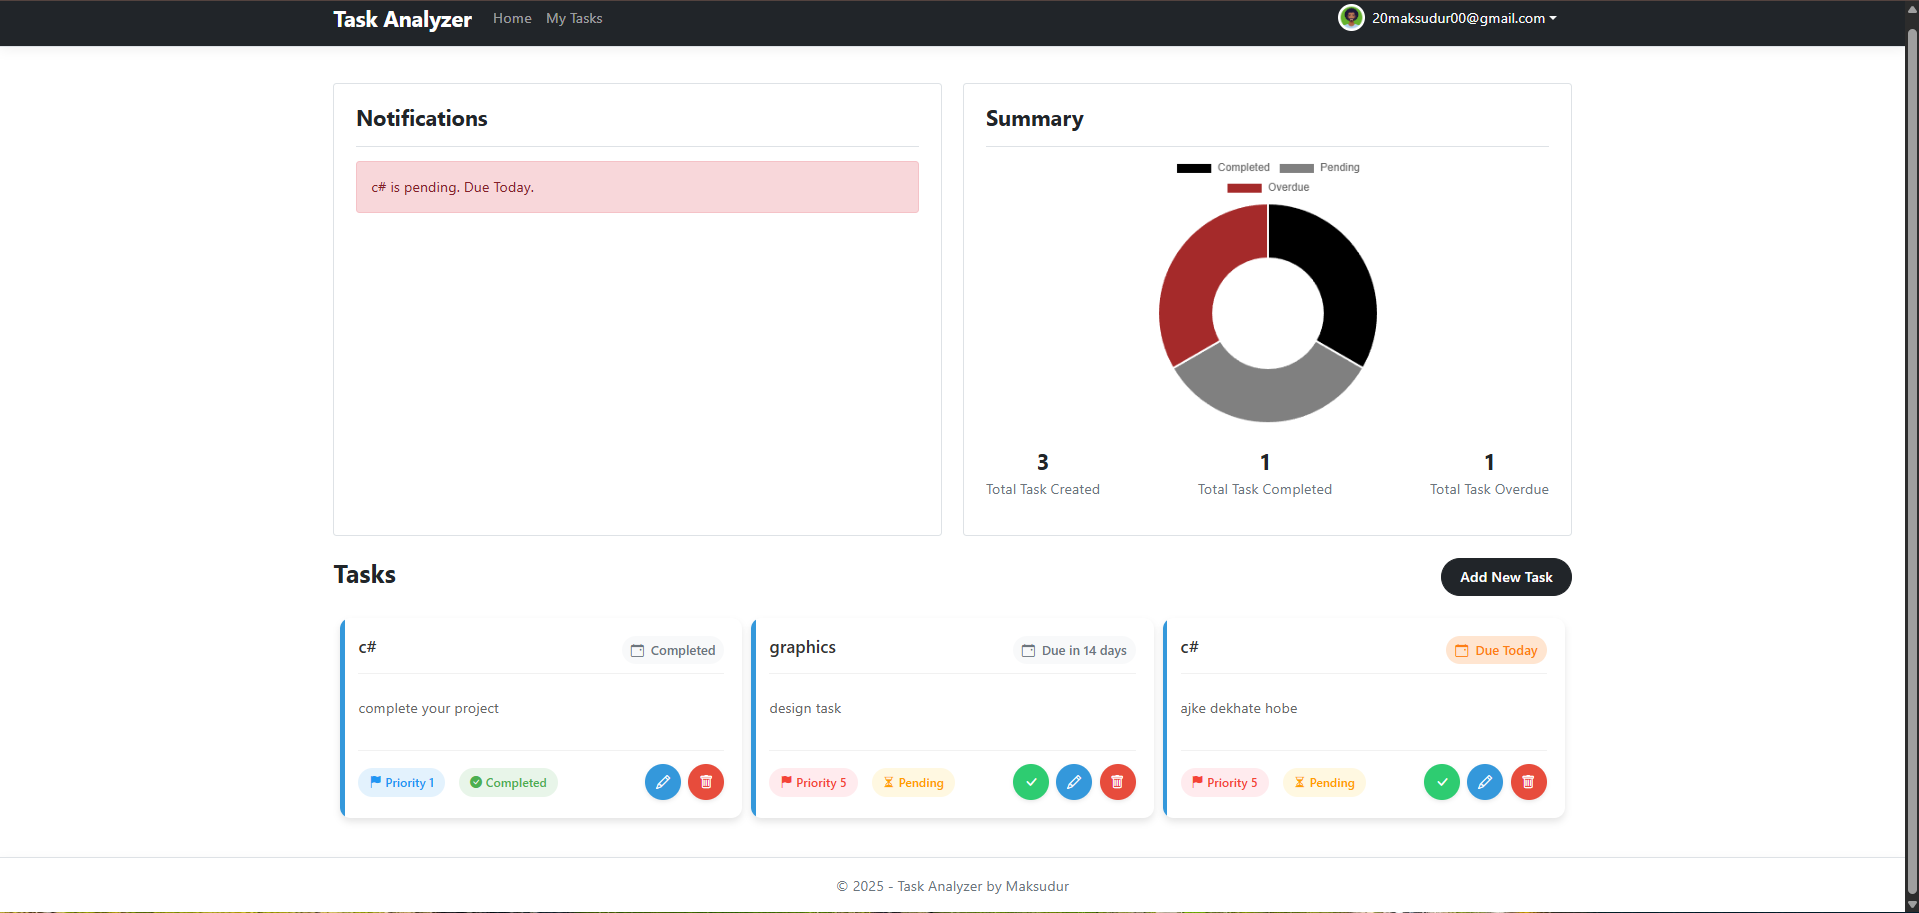 Task Analyzer Home My Tasks 20maksudur00@gmail.com
Notifications
c# is pending. Due Today.
Summary
Completed Pending
Overdue
3 1 1
Total Task Created Total Task Completed Total Task Overdue
Tasks Add New Task
c# Completed
complete your project
Priority 1 Completed
graphics Due in 14 days
design task
Priority 5 Pending
c# Due Today
ajke dekhate hobe
Priority 5 Pending
© 2025 - Task Analyzer by Maksudur